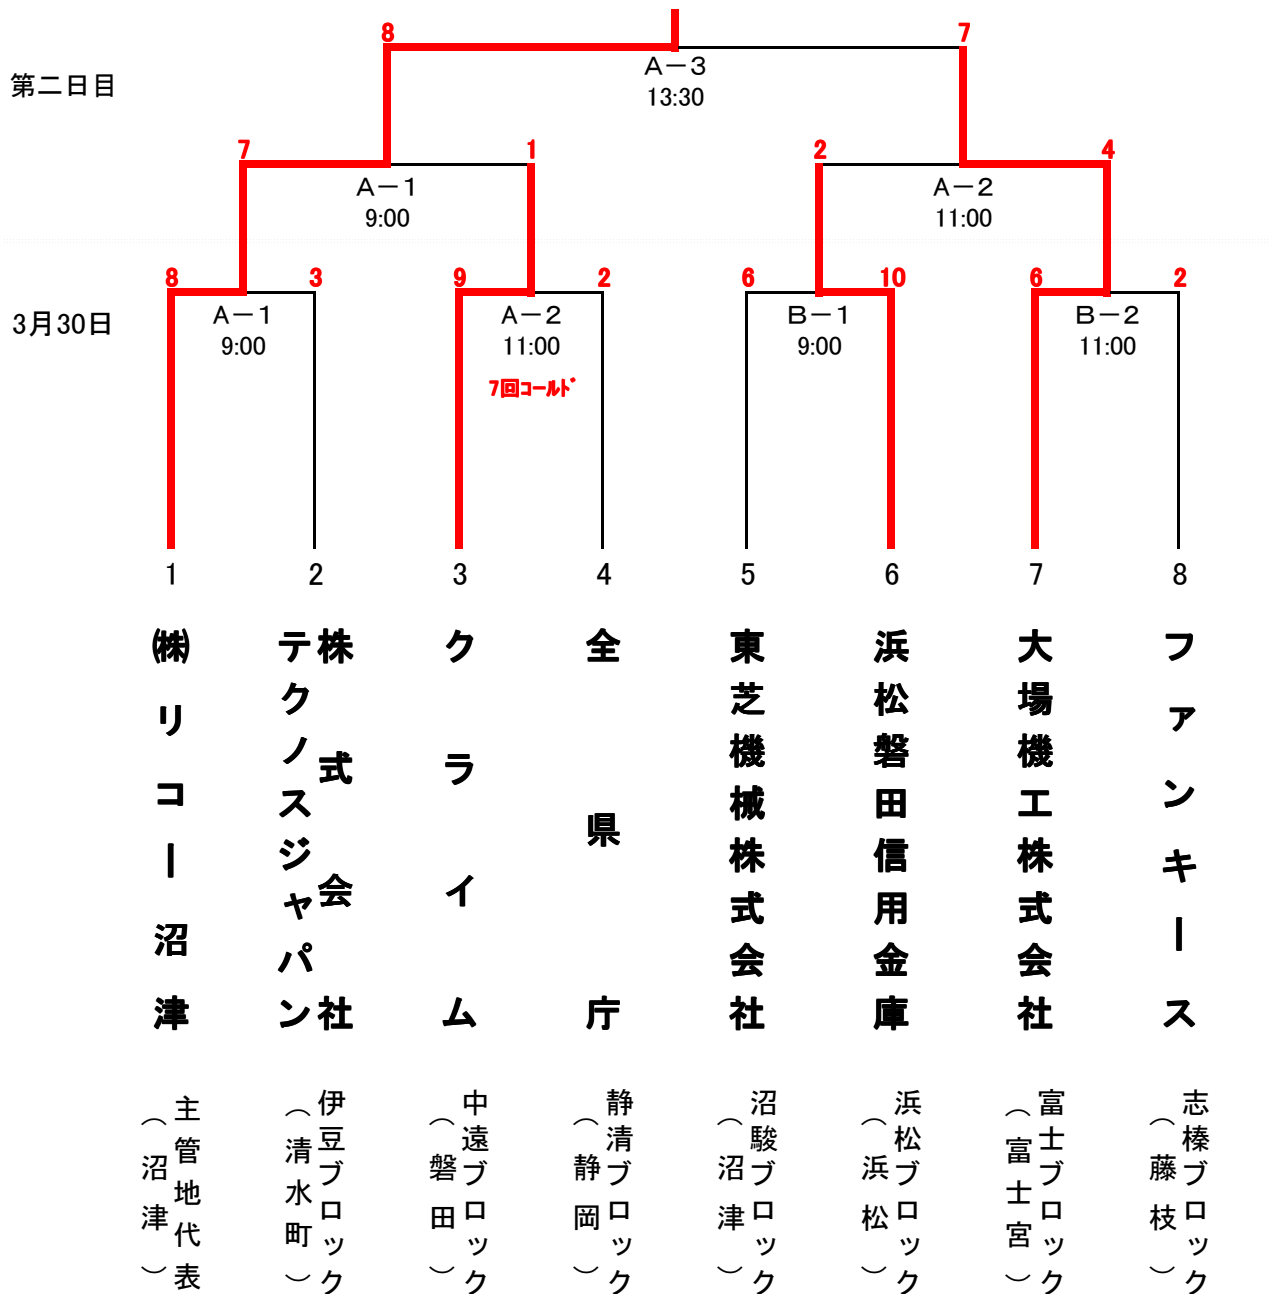 8 7
A－3
第二日目
13:30
7 1 2 4
A－1 A－2
9:00 11:00
8 3 9 2 6 10 6 2
3月30日
A－1 A－2 B－1 B－2
9:00 11:00 9:00 11:00
7回ｺｰﾙﾄﾞ
1 2 3 4 5 6 7 8
㈱リコー沼津
株式会社
テクノスジャパン
クライム
全県庁
東芝機械株式会社
浜松磐田信用金庫
大場機工株式会社
ファンキース
主管地代表
（沼津）
伊豆ブロック
（清水町）
中遠ブロック
（磐田）
静清ブロック
（静岡）
沼駿ブロック
（沼津）
浜松ブロック
（浜松）
富士ブロック
（富士宮）
志榛ブロック
（藤枝）